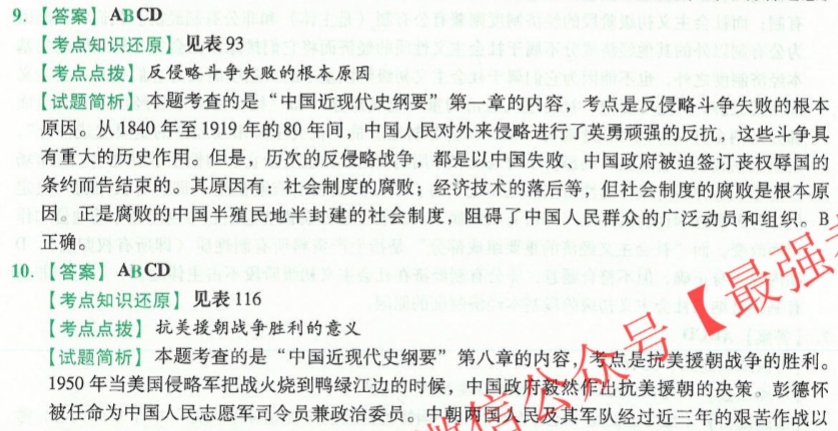 9. 【答案】ABCD
【考点知识还原】见表93
【考点点拨】反侵略斗争失败的根本原因
【试题简析】本题考查的是“中国近现代史纲要”第一章的内容，考点是反侵略斗争失败的根本
原因。从1840年至1919年的80年间，中国人民对外来侵略进行了英勇顽强的反抗，这些斗争具
有重大的历史作用。但是，历次的反侵略战争，都是以中国失败、中国政府被迫签订丧权辱国的
条约而告结束的。其原因有：社会制度的腐败；经济技术的落后等，但社会制度的腐败是根本原
因。正是腐败的中国半殖民地半封建的社会制度，阻碍了中国人民群众的广泛动员和组织。B
正确。
10. 【答案】ABCD
【考点知识还原】见表116
【考点点拨】抗美援朝战争胜利的意义
【试题简析】本题考查的是“中国近现代史纲要”第八章的内容，考点是抗美援朝战争的胜利。
1950年当美国侵略军把战火烧到鸭绿江边的时候，中国政府毅然作出抗美援朝的决策。彭德怀
被任命为中国人民志愿军司令员兼政治委员。中朝两国人民及其军队经过近三年的艰苦作战以
微信公众号【最强